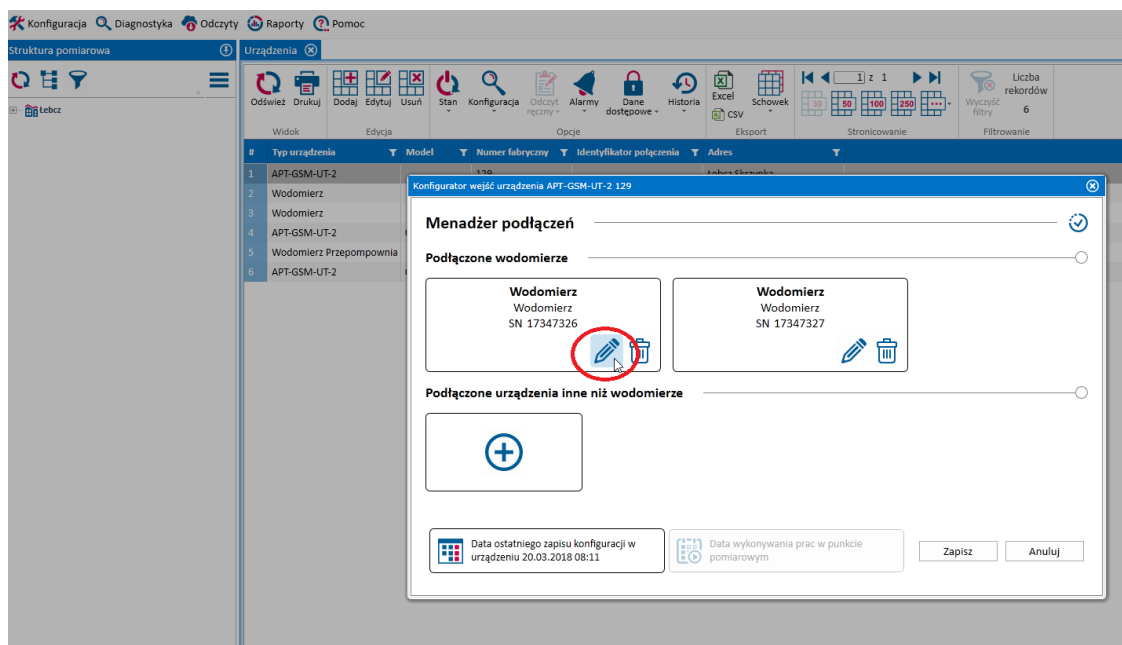 Konfiguracja Diagnostyka Odczyty Raporty Pomoc
Struktura pomiarowa
Urządzenia
Odśwież Drukuj Dodaj Edytuj Usuń Stan Konfiguracja Odczyt ręczny Alarmy Dane dostępowe Historia Excel CSV Schowek 1 z 1 30 50 100 250 ... Wyczyść filtry Liczba rekordów 6
Widok Edycja Opcje Eksport Stronicowanie Filtrowanie
Łebcz
# Typ urządzenia Model Numer fabryczny Identyfikator połączenia Adres
1 APT-GSM-UT-2 129 Łebcz Skrzynka
2 Wodomierz
3 Wodomierz
4 APT-GSM-UT-2
5 Wodomierz Przepompownia
6 APT-GSM-UT-2
Konfigurator wejść urządzenia APT-GSM-UT-2 129
Menadżer podłączeń
Podłączone wodomierze
Wodomierz
Wodomierz
SN 17347326
Wodomierz
Wodomierz
SN 17347327
Podłączone urządzenia inne niż wodomierze
Data ostatniego zapisu konfiguracji w
urządzeniu 20.03.2018 08:11
Data wykonywania prac w punkcie
pomiarowym
Zapisz
Anuluj